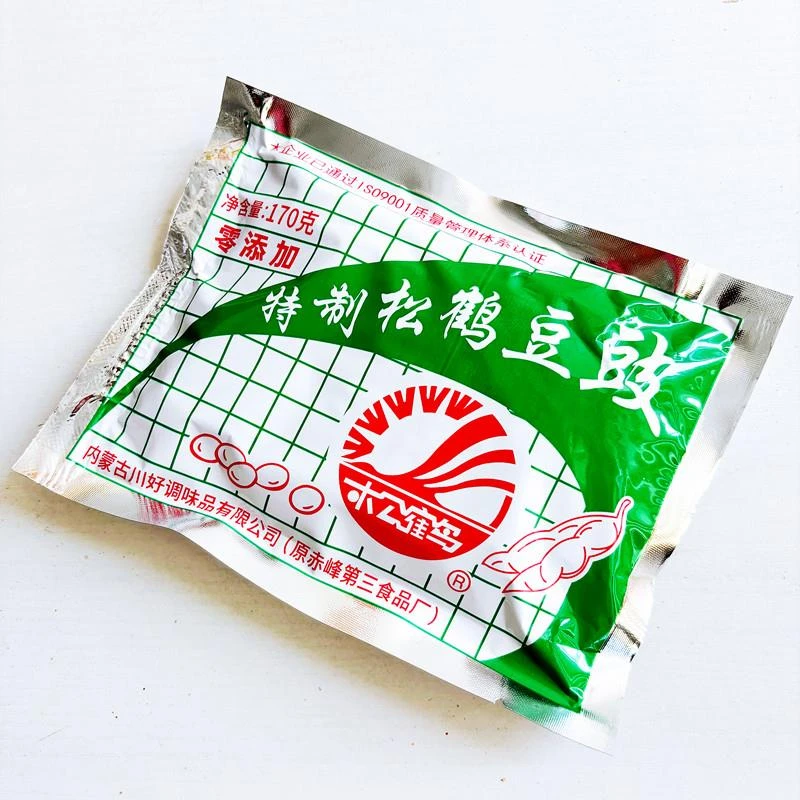 ★企业已通过ISO9001质量管理体系认证
净含量:170克
零添加
特制松鹤豆豉
松鹤
®
内蒙古川好调味品有限公司(原赤峰第三食品厂)